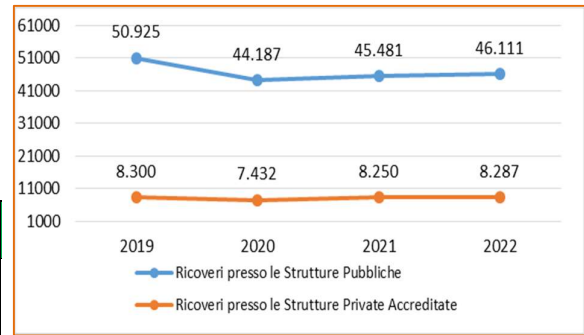 61000
50.925
51000
44.187 45.481 46.111
41000
31000
21000
8.300 7.432 8.250 8.287
11000
1000
2019 2020 2021 2022
Ricoveri presso le Strutture Pubbliche
Ricoveri presso le Strutture Private Accreditate